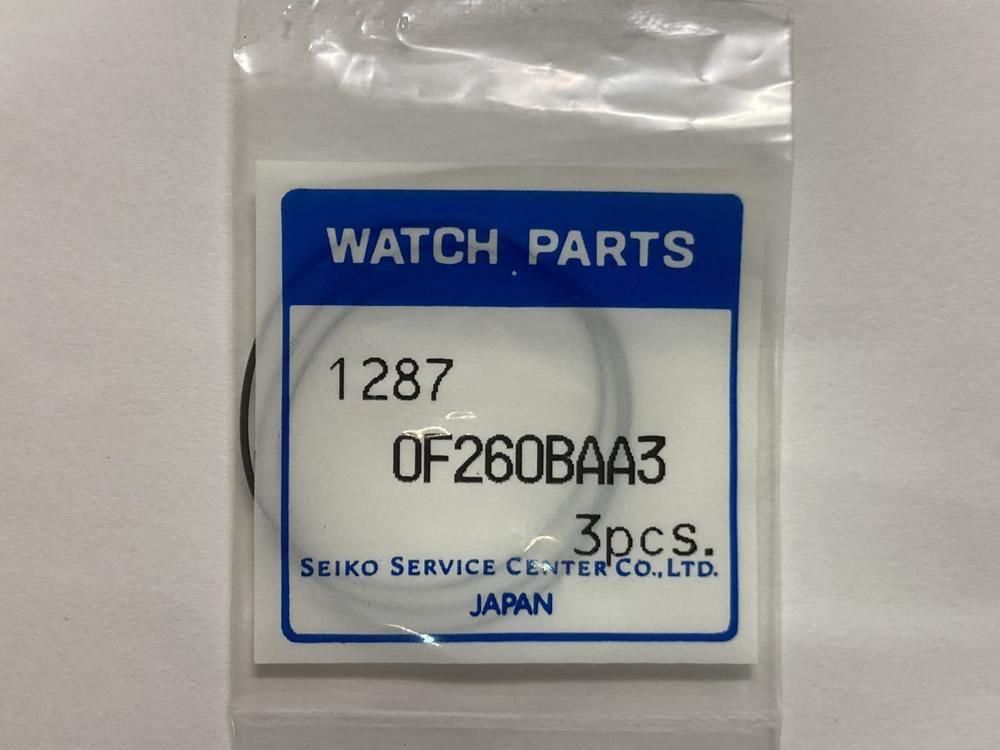 WATCH PARTS
1287
0F260BAA3
3pcs.
SEIKO SERVICE CENTER CO.,LTD.
JAPAN